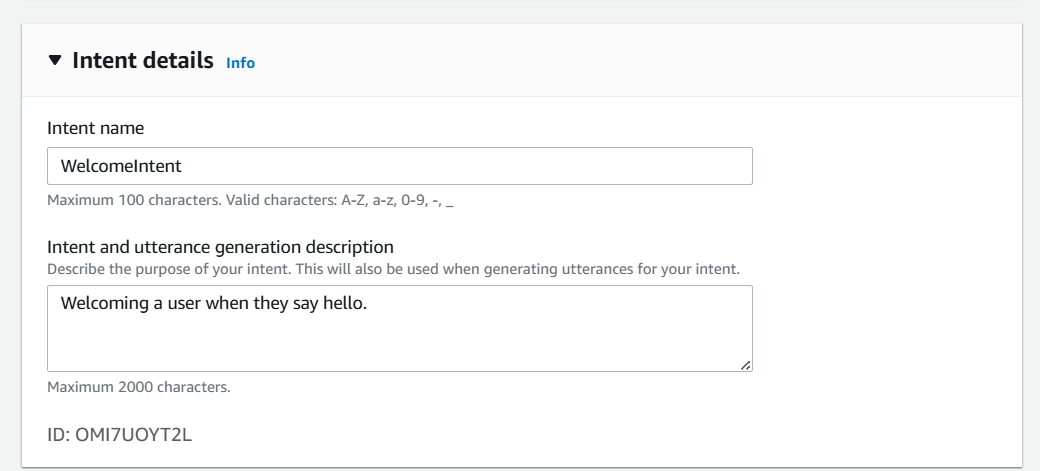 Intent details Info
Intent name
WelcomeIntent
Maximum 100 characters. Valid characters: A-Z, a-z, 0-9, -, _
Intent and utterance generation description
Describe the purpose of your intent. This will also be used when generating utterances for your intent.
Welcoming a user when they say hello.
Maximum 2000 characters.
ID: OMI7UOYT2L